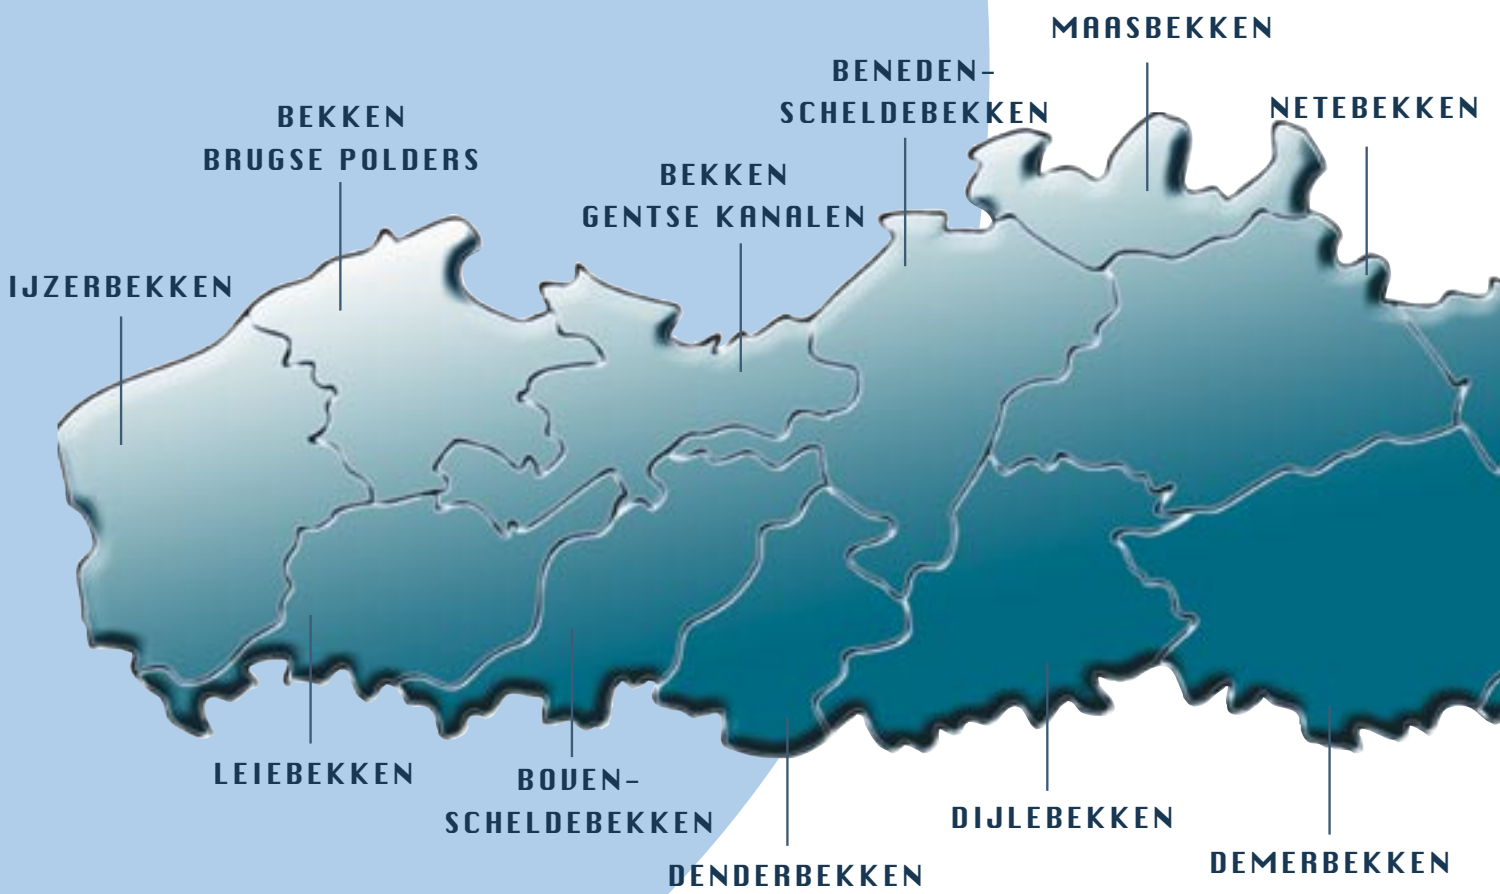 MAASBEKKEN
BENEDEN-
SCHELDEBEKKEN
NETEBEKKEN
BEKKEN
BRUGSE POLDERS
BEKKEN
GENTSE KANALEN
IJZERBEKKEN
LEIEBEKKEN
BOVEN-
SCHELDEBEKKEN
DIJLEBEKKEN
DENDERBEKKEN
DEMERBEKKEN